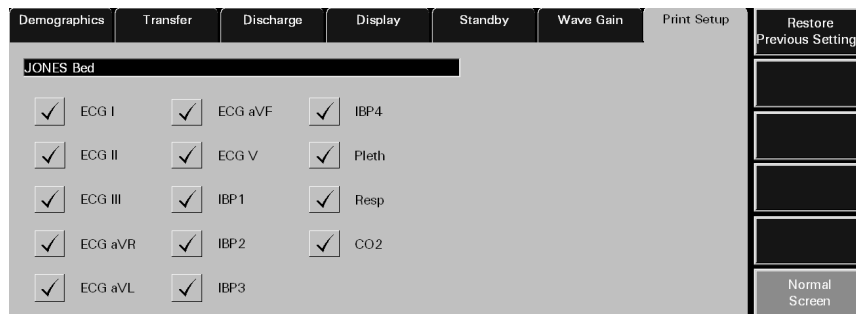 Demographics
Transfer
Discharge
Display
Standby
Wave Gain
Print Setup
Restore
Previous Setting
JONES Bed
ECG I
ECG aVF
IBP4
ECG II
ECG V
Pleth
ECG III
IBP1
Resp
ECG aVR
IBP2
CO2
ECG aVL
IBP3
Normal
Screen